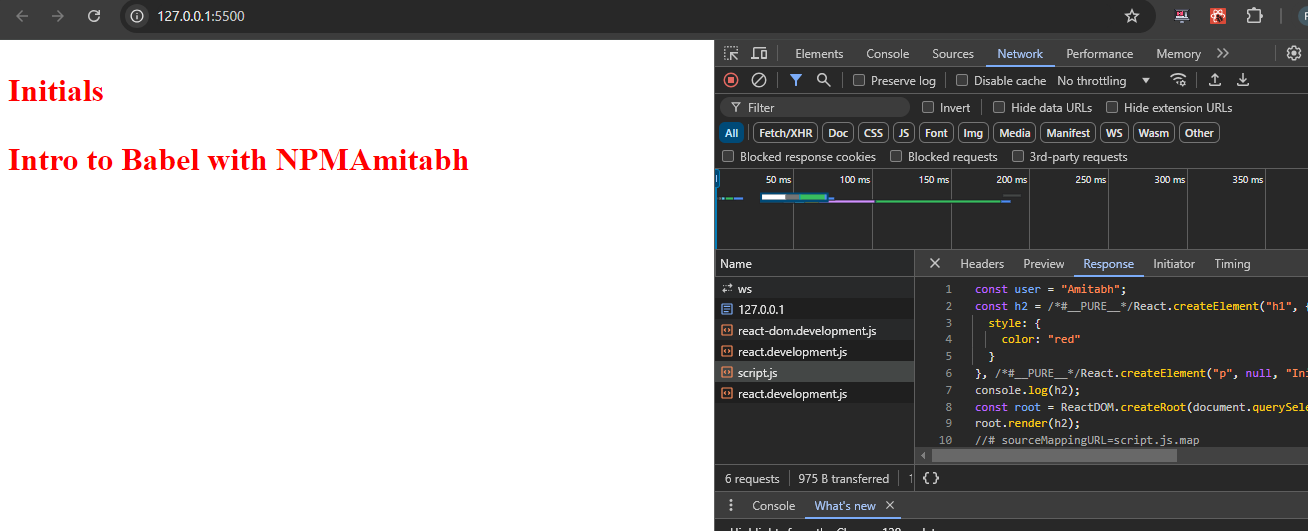 127.0.0.1:5500
Initials
Intro to Babel with NPMAmitabh
Elements Console Sources Network Performance Memory
Preserve log Disable cache No throttling
Filter Invert Hide data URLs Hide extension URLs
All Fetch/XHR Doc CSS JS Font Img Media Manifest WS Wasm Other
Blocked response cookies Blocked requests 3rd-party requests
50 ms 100 ms 150 ms 200 ms 250 ms 300 ms 350 ms
Name
ws
127.0.0.1
react-dom.development.js
react.development.js
script.js
react.development.js
6 requests 975 B transferred
Headers Preview Response Initiator Timing
1 const user = "Amitabh";
2 const h2 = /*#__PURE__*/React.createElement("h1", {
3 style: {
4 color: "red"
5 }
6 }, /*#__PURE__*/React.createElement("p", null, "Ini
7 console.log(h2);
8 const root = ReactDOM.createRoot(document.querySele
9 root.render(h2);
10 //# sourceMappingURL=script.js.map
{}
Console What's new